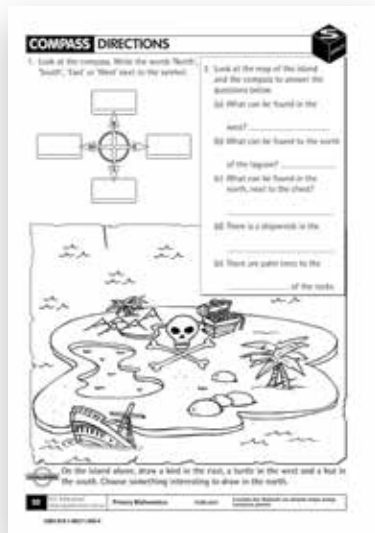 COMPASS DIRECTIONS
1. Look at the compass. Write the words 'North',
'South', 'East' or 'West' next to the symbol.
N
W
E
S
2. Look at the map of the island
and the compass to answer the
questions below.
(a) What can be found in the
west?
(b) What can be found to the north
of the lagoon?
(c) What can be found in the
north, next to the chest?
(d) There is a shipwreck in the
(e) There are palm trees to the
of the rocks.
On the island above, draw a bird in the east, a turtle in the west and a hut in
the south. Choose something interesting to draw in the north.
Primary Mathematics